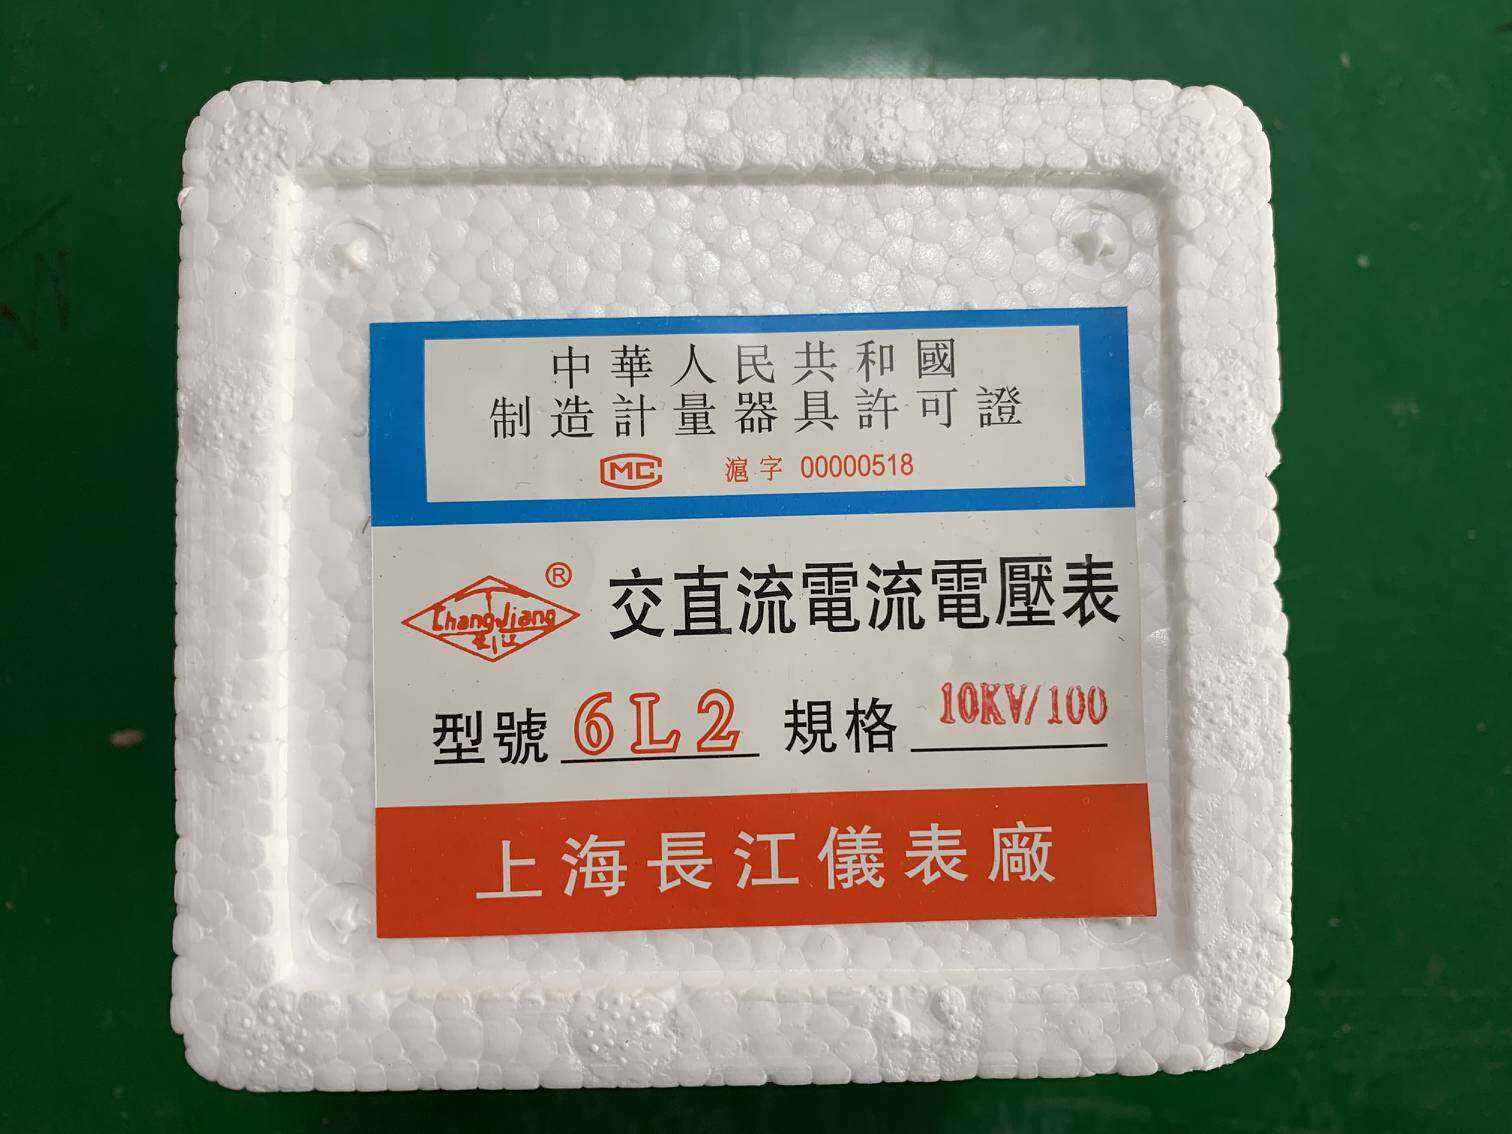 中華人民共和國
制造計量器具許可證
MC 滬字 00000518
®
ChangJiang
長江
交直流電流電壓表
型號 6L2 規格 10KV/100
上海長江儀表廠